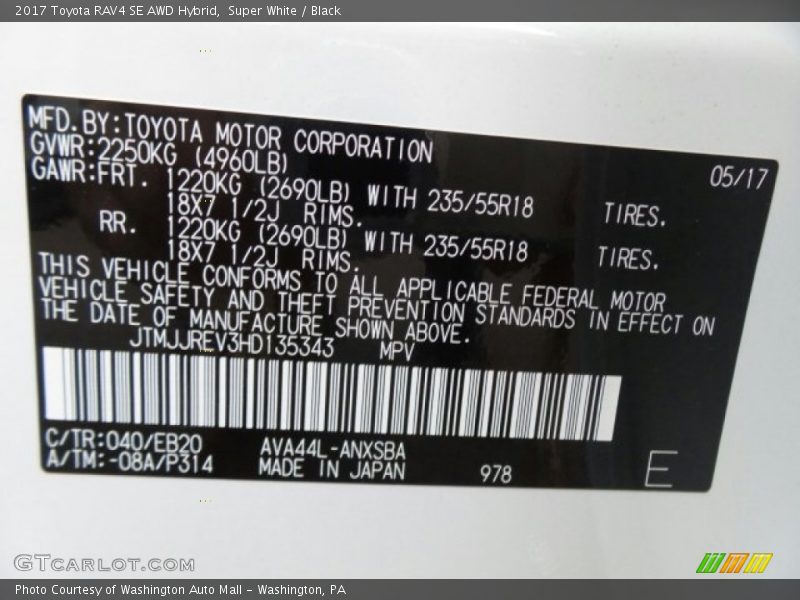 2017 Toyota RAV4 SE AWD Hybrid, Super White / Black
MFD.BY:TOYOTA MOTOR CORPORATION 05/17
GVWR:2250KG (4960LB)
GAWR:FRT. 1220KG (2690LB) WITH 235/55R18 TIRES.
18X7 1/2J RIMS.
RR. 1220KG (2690LB) WITH 235/55R18 TIRES.
18X7 1/2J RIMS.
THIS VEHICLE CONFORMS TO ALL APPLICABLE FEDERAL MOTOR
VEHICLE SAFETY AND THEFT PREVENTION STANDARDS IN EFFECT ON
THE DATE OF MANUFACTURE SHOWN ABOVE.
JTMJJREV3HD135343 MPV
C/TR:040/EB20 AVA44L-ANXSBA
A/TM:-08A/P314 MADE IN JAPAN 978 E
GTCARLOT.COM
Photo Courtesy of Washington Auto Mall - Washington, PA